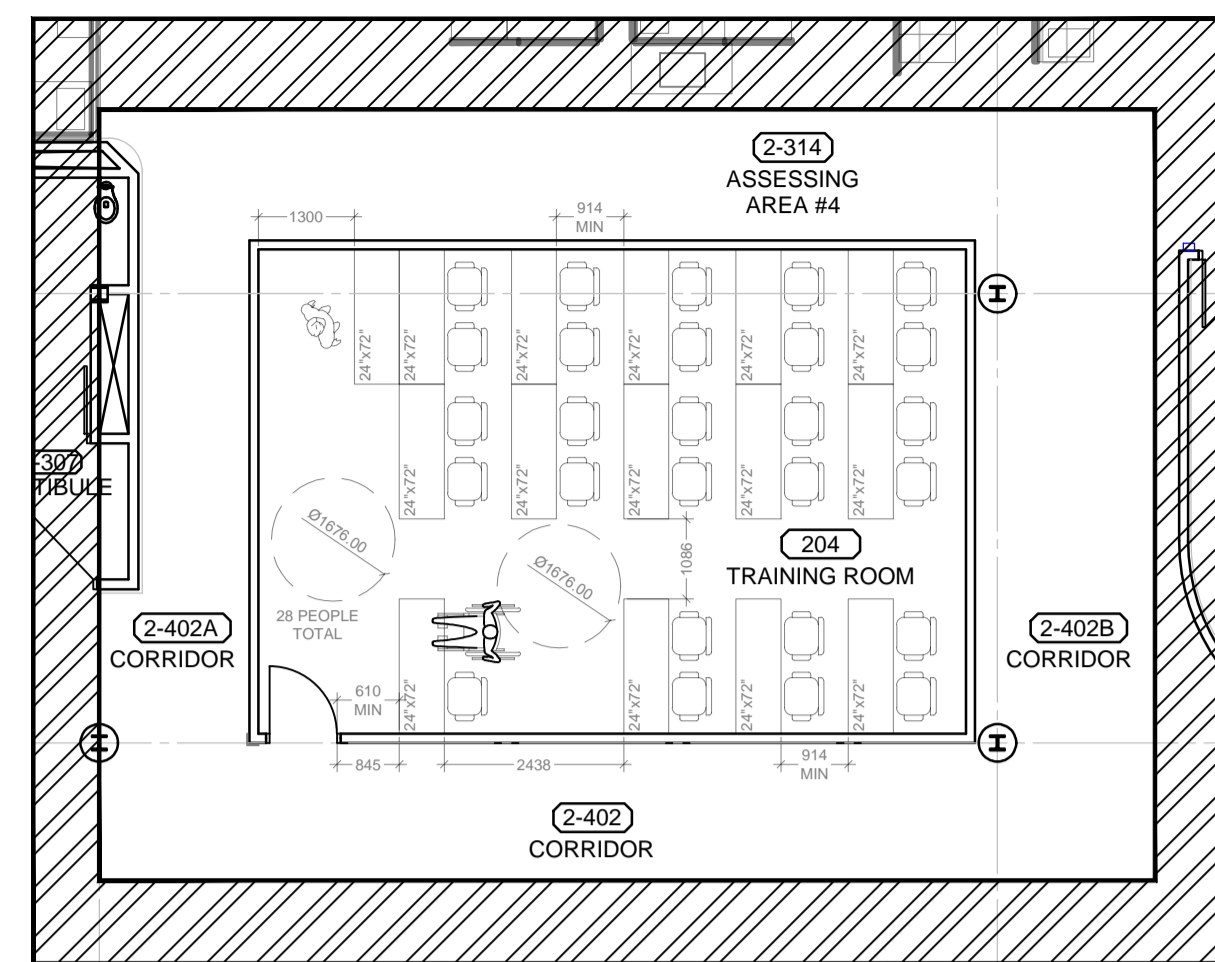 2-314
ASSESSING
AREA #4
1300
914
MIN
24"x72"
24"x72"
24"x72"
24"x72"
24"x72"
24"x72"
-307
TIBULE
24"x72"
24"x72"
24"x72"
24"x72"
24"x72"
Ø1676.00
Ø1676.00
1086
204
TRAINING ROOM
28 PEOPLE
TOTAL
2-402A
CORRIDOR
2-402B
CORRIDOR
610
MIN
24"x72"
24"x72"
24"x72"
24"x72"
845
2438
914
MIN
2-402
CORRIDOR